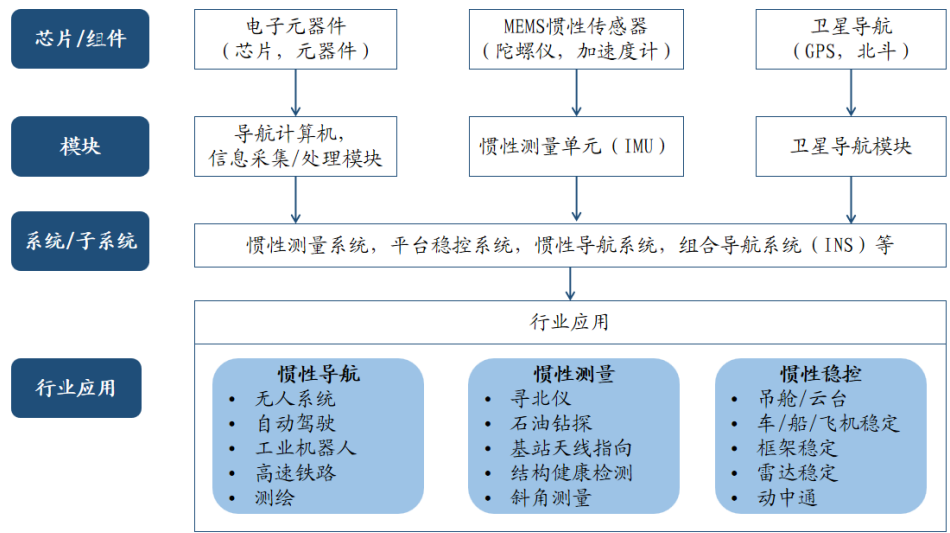 芯片/组件
电子元器件
（芯片，元器件）
MEMS惯性传感器
（陀螺仪，加速度计）
卫星导航
（GPS，北斗）
模块
导航计算机，
信息采集/处理模块
惯性测量单元（IMU）
卫星导航模块
系统/子系统
惯性测量系统，平台稳控系统，惯性导航系统，组合导航系统（INS）等
行业应用
行业应用
惯性导航
• 无人系统
• 自动驾驶
• 工业机器人
• 高速铁路
• 测绘
惯性测量
• 寻北仪
• 石油钻探
• 基站天线指向
• 结构健康检测
• 斜角测量
惯性稳控
• 吊舱/云台
• 车/船/飞机稳定
• 框架稳定
• 雷达稳定
• 动中通